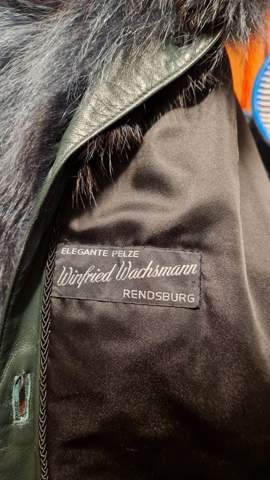 ELEGANTE PELZE
Winfried Wachsmann
RENDSBURG